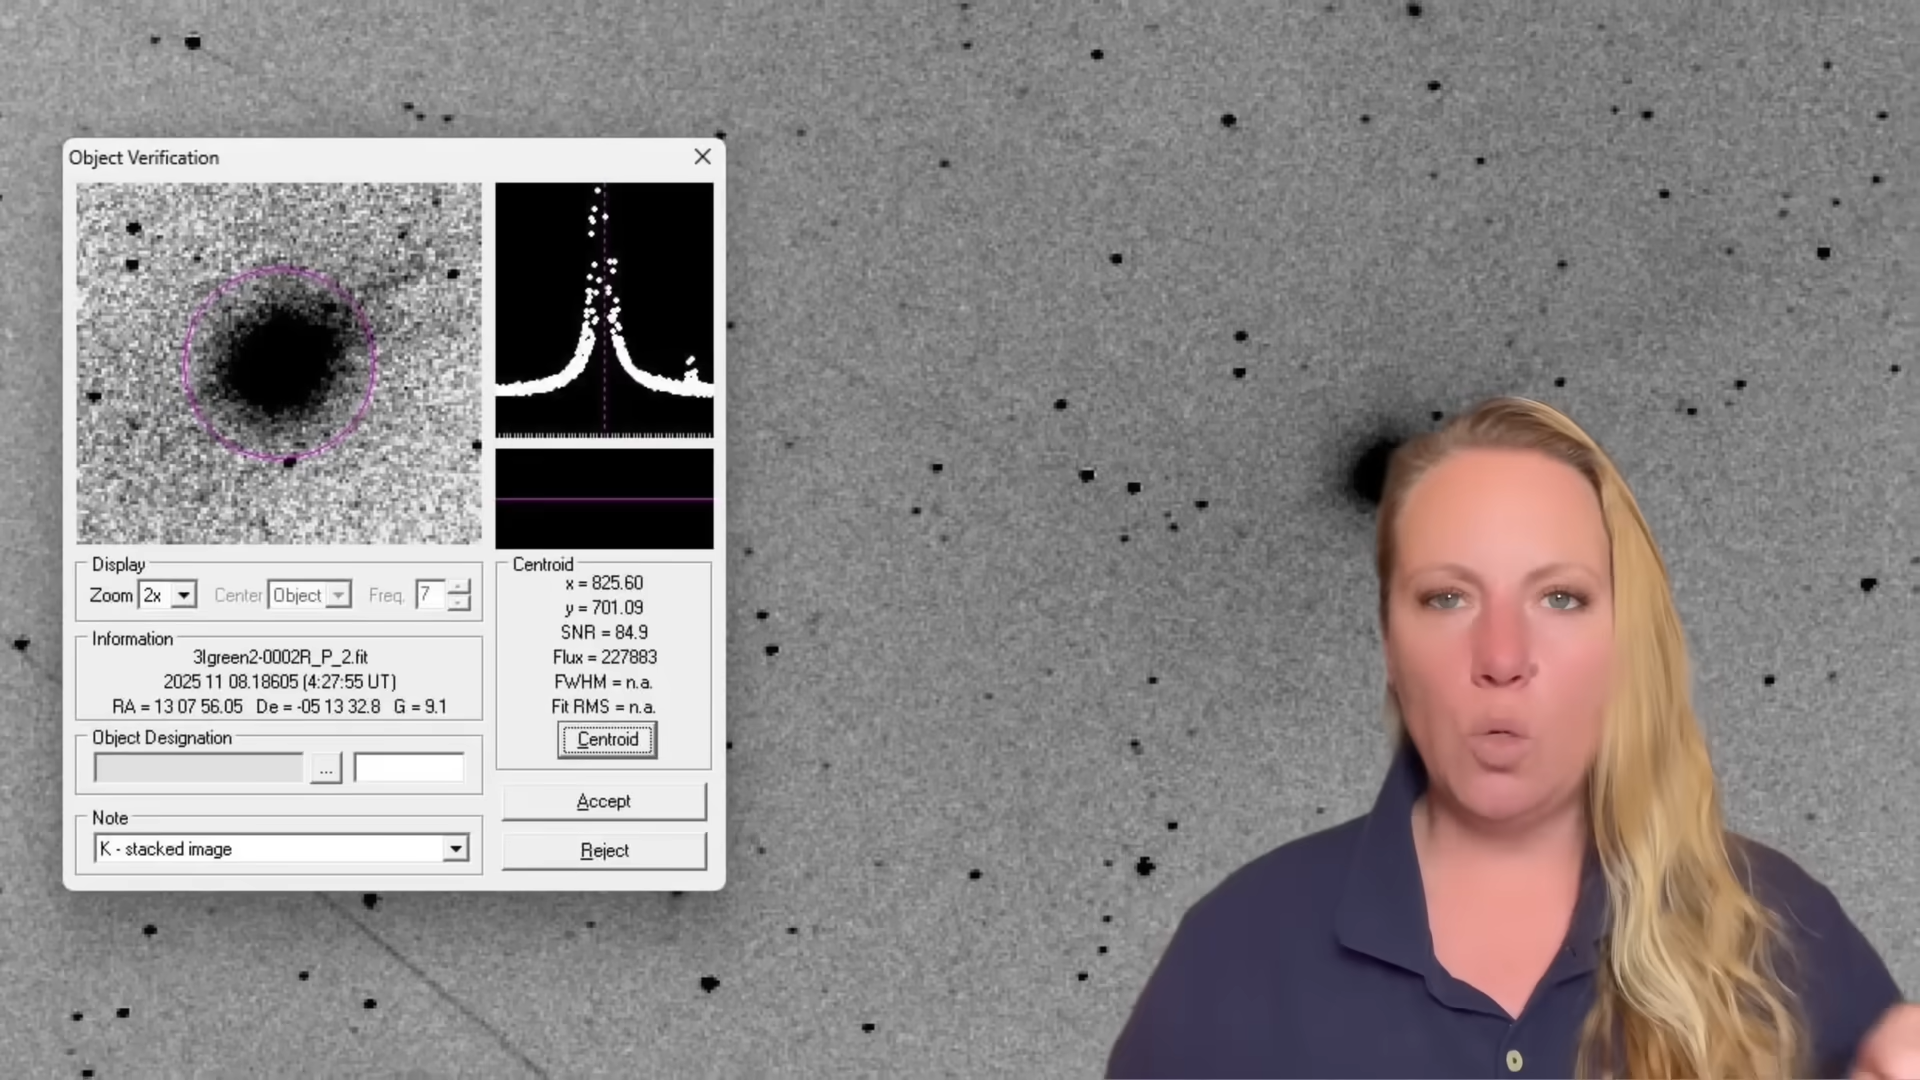 Object Verification
Display
Zoom 2x Center Object Freq. 7
Information
3Igreen2-0002R_P_2.fit
2025 11 08.18605 (4:27:55 UT)
RA = 13 07 56.05 De = -05 13 32.8 G = 9.1
Object Designation
...
Note
K - stacked image
Centroid
x = 825.60
y = 701.09
SNR = 84.9
Flux = 227883
FWHM = n.a.
Fit RMS = n.a.
Centroid
Accept
Reject